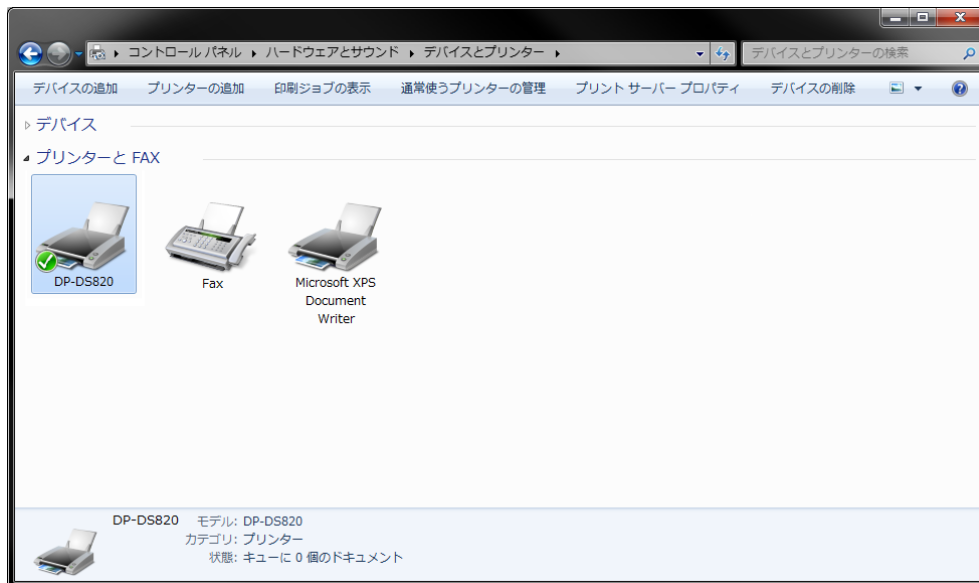 コントロール パネル ▸ ハードウェアとサウンド ▸ デバイスとプリンター ▸
デバイスとプリンターの検索
デバイスの追加 プリンターの追加 印刷ジョブの表示 通常使うプリンターの管理 プリント サーバー プロパティ デバイスの削除
デバイス
プリンターと FAX
DP-DS820
Fax
Microsoft XPS
Document
Writer
DP-DS820 モデル: DP-DS820
カテゴリ: プリンター
状態: キューに 0 個のドキュメント